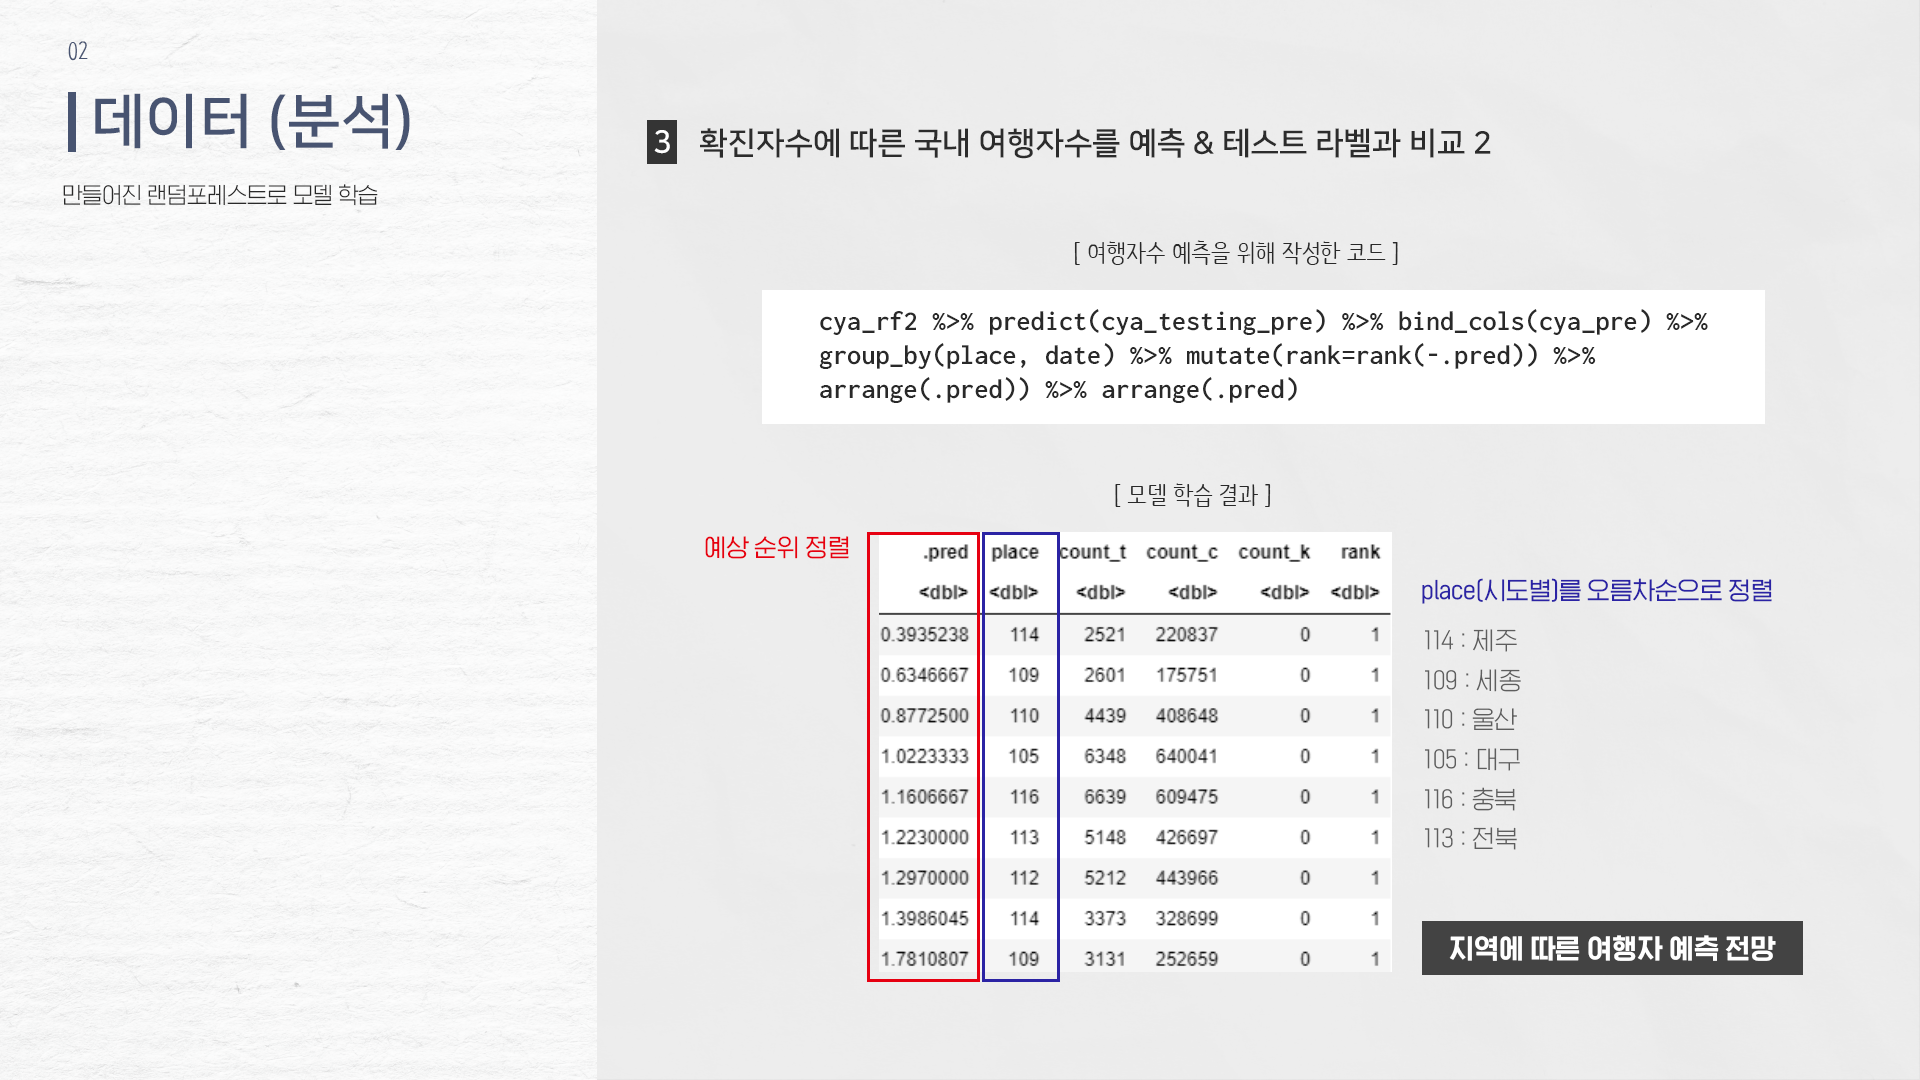 02
데이터 (분석)
만들어진 랜덤포레스트로 모델 학습
3 확진자수에 따른 국내 여행자수를 예측 & 테스트 라벨과 비교 2
[ 여행자수 예측을 위해 작성한 코드 ]
cya_rf2 %>% predict(cya_testing_pre) %>% bind_cols(cya_pre) %>%
group_by(place, date) %>% mutate(rank=rank(-.pred)) %>%
arrange(.pred)) %>% arrange(.pred)
[ 모델 학습 결과 ]
예상 순위 정렬
.pred place count_t count_c count_k rank
<dbl> <dbl> <dbl> <dbl> <dbl> <dbl>
0.3935238 114 2521 220837 0 1
0.6346667 109 2601 175751 0 1
0.8772500 110 4439 408648 0 1
1.0223333 105 6348 640041 0 1
1.1606667 116 6639 609475 0 1
1.2230000 113 5148 426697 0 1
1.2970000 112 5212 443966 0 1
1.3986045 114 3373 328699 0 1
1.7810807 109 3131 252659 0 1
place(시도별)를 오름차순으로 정렬
114 : 제주
109 : 세종
110 : 울산
105 : 대구
116 : 충북
113 : 전북
지역에 따른 여행자 예측 전망